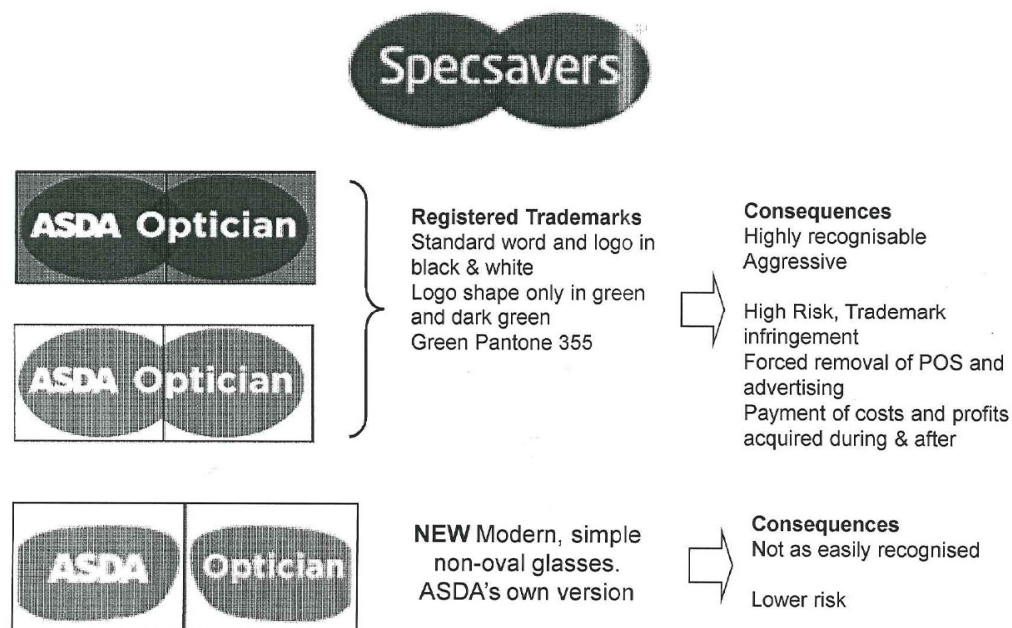 Specsavers
ASDA Optician
Registered Trademarks
Standard word and logo in
black & white
Logo shape only in green
and dark green
Green Pantone 355
Consequences
Highly recognisable
Aggressive
High Risk, Trademark
infringement
Forced removal of POS and
advertising
Payment of costs and profits
acquired during & after
ASDA Optician
ASDA Optician
NEW Modern, simple
non-oval glasses.
ASDA's own version
Consequences
Not as easily recognised
Lower risk